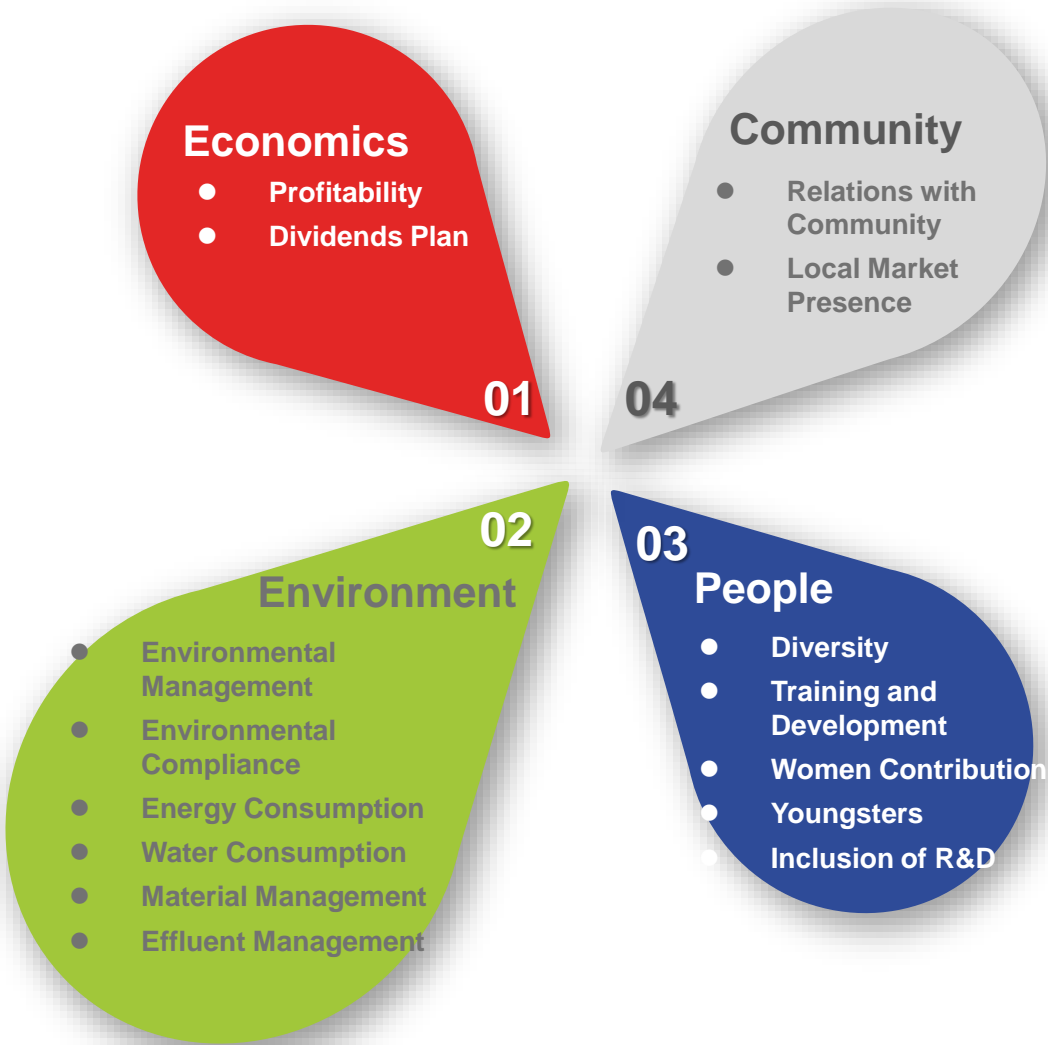 Economics
● Profitability
● Dividends Plan
01
02
Environment
● Environmental
Management
● Environmental
Compliance
● Energy Consumption
● Water Consumption
● Material Management
● Effluent Management
03
People
● Diversity
● Training and
Development
● Women Contribution
● Youngsters
● Inclusion of R&D
Community
● Relations with
Community
● Local Market
Presence
04